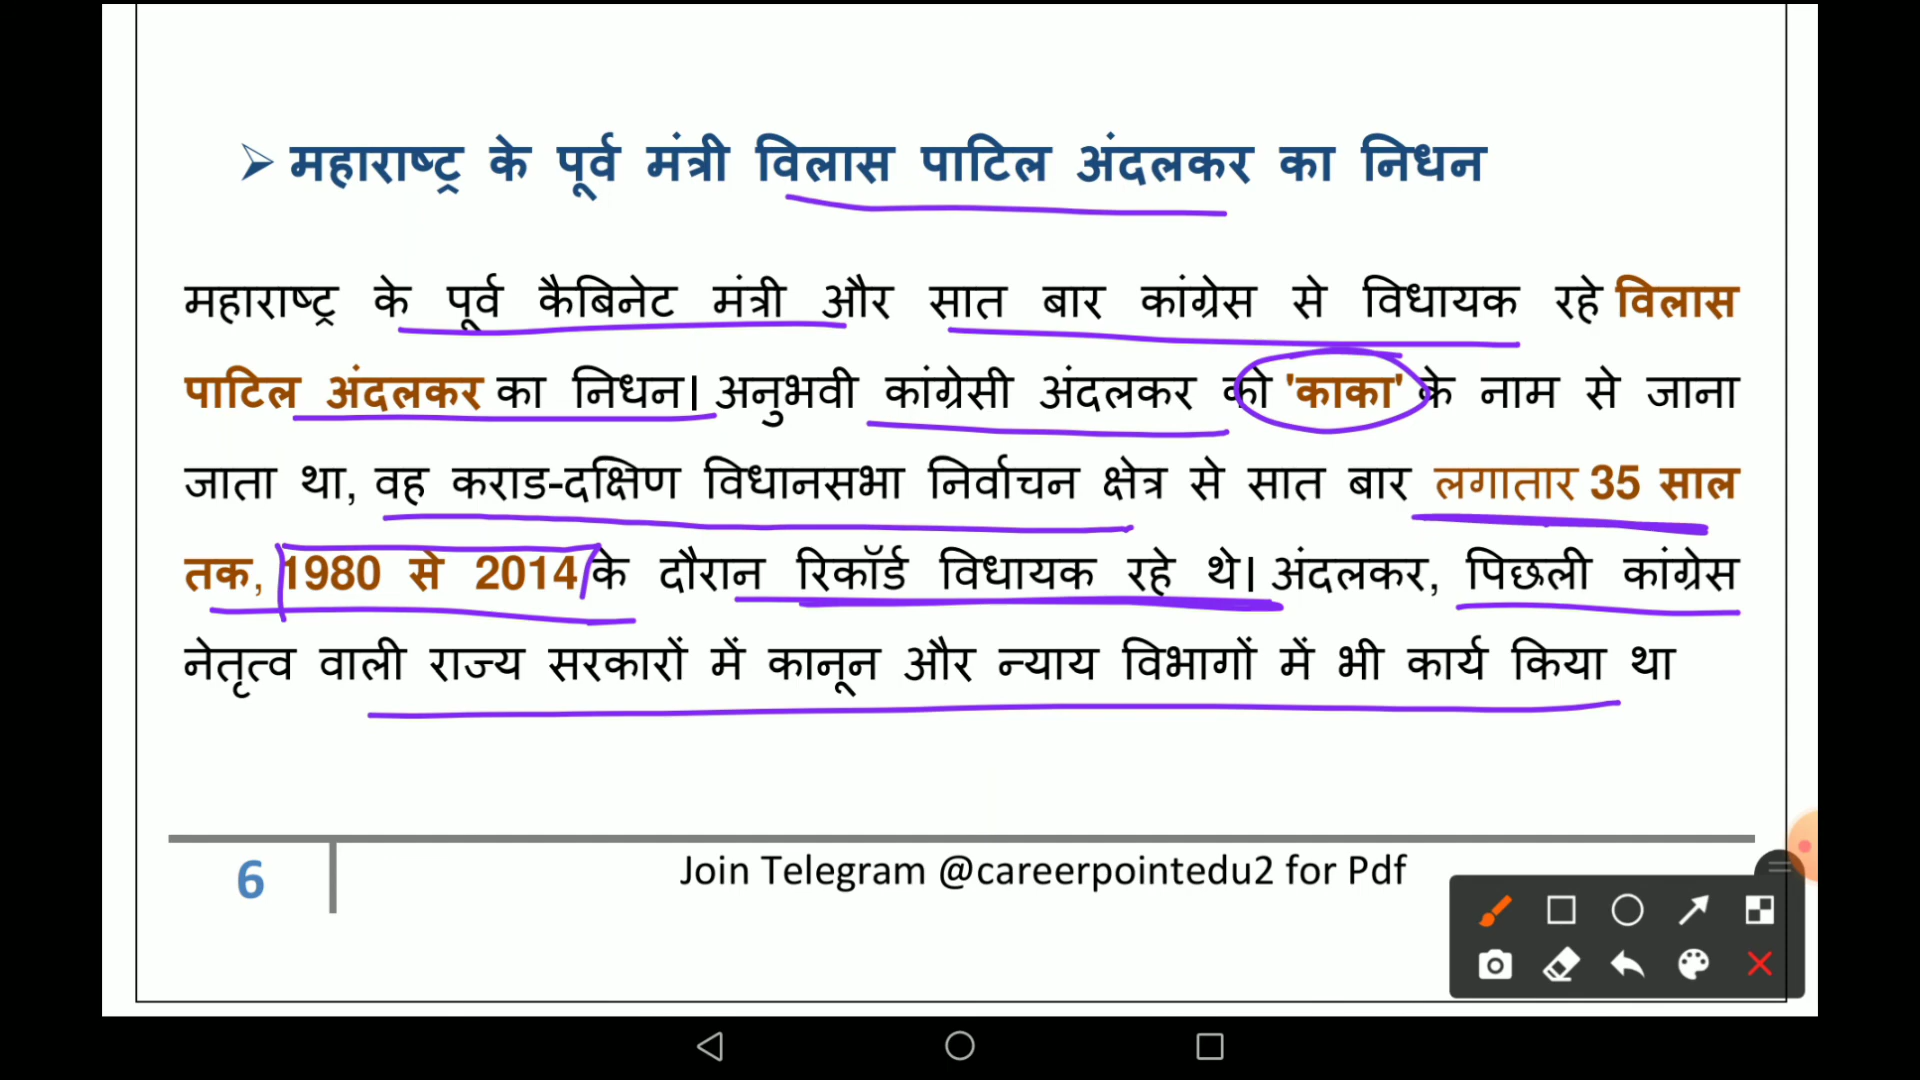 महाराष्ट्र के पूर्व मंत्री विलास पाटिल अंदलकर का निधन
महाराष्ट्र के पूर्व कैबिनेट मंत्री और सात बार कांग्रेस से विधायक रहे विलास
पाटिल अंदलकर का निधन। अनुभवी कांग्रेसी अंदलकर को 'काका' के नाम से जाना
जाता था, वह कराड-दक्षिण विधानसभा निर्वाचन क्षेत्र से सात बार लगातार 35 साल
तक, 1980 से 2014 के दौरान रिकॉर्ड विधायक रहे थे। अंदलकर, पिछली कांग्रेस
नेतृत्व वाली राज्य सरकारों में कानून और न्याय विभागों में भी कार्य किया था
6
Join Telegram @careerpointedu2 for Pdf